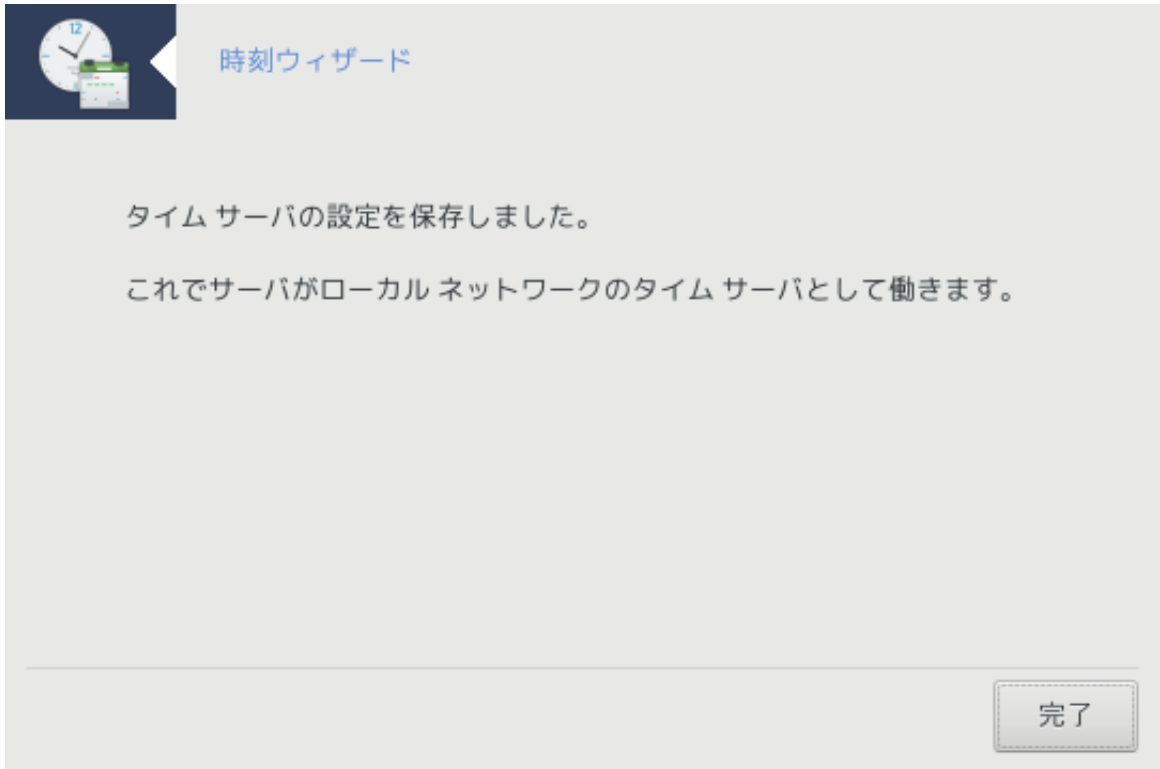 12
時刻ウィザード
タイム サーバの設定を保存しました。
これでサーバがローカル ネットワークのタイム サーバとして働きます。
完了